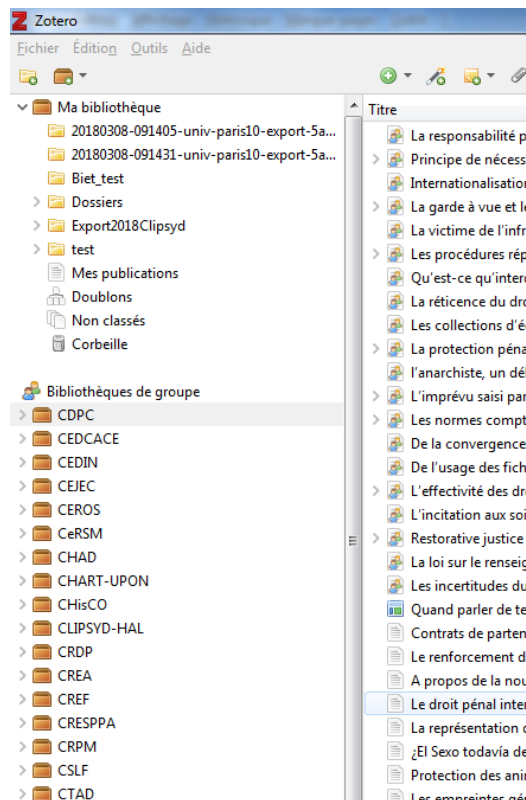 Zotero
Fichier Édition Outils Aide
Ma bibliothèque
20180308-091405-univ-paris10-export-5a...
20180308-091431-univ-paris10-export-5a...
Biet_test
Dossiers
Export2018Clipsyd
test
Mes publications
Doublons
Non classés
Corbeille
Bibliothèques de groupe
CDPC
CEDCACE
CEDIN
CEJEC
CEROS
CeRSM
CHAD
CHART-UPON
CHisCO
CLIPSYD-HAL
CRDP
CREA
CREF
CRESPPA
CRPM
CSLF
CTAD
Titre
La responsabilité p
Principe de nécess
Internationalisation
La garde à vue et l
La victime de l'infr
Les procédures rép
Qu'est-ce qu'inter
La réticence du dro
Les collections d'é
La protection péna
l'anarchiste, un dé
L'imprévu saisi par
Les normes compt
De la convergence
De l'usage des fich
L'effectivité des dr
L'incitation aux soi
Restorative justice
La loi sur le rensei
Les incertitudes du
Quand parler de te
Contrats de parten
Le renforcement d
A propos de la nou
Le droit pénal inter
La représentation
¿El Sexo todavía de
Protection des ani
Les empreintes gé